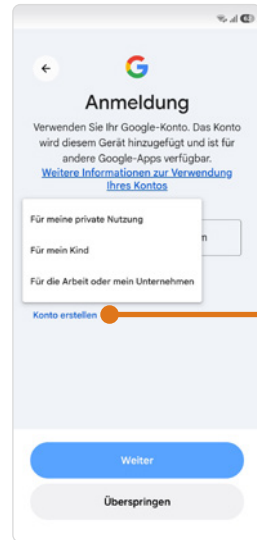 Anmeldung
Verwenden Sie Ihr Google-Konto. Das Konto
wird diesem Gerät hinzugefügt und ist für
andere Google-Apps verfügbar.
Weitere Informationen zur Verwendung
Ihres Kontos
Für meine private Nutzung
Für mein Kind
Für die Arbeit oder mein Unternehmen
Konto erstellen
Weiter
Überspringen